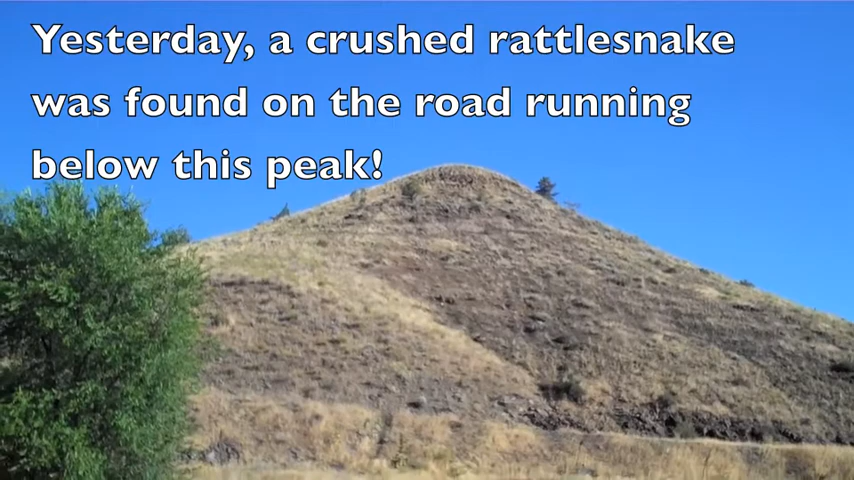 Yesterday, a crushed rattlesnake
was found on the road running
below this peak!